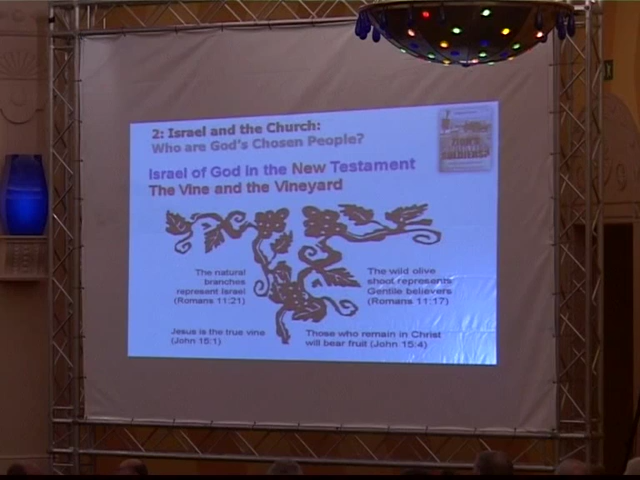 2: Israel and the Church:
Who are God's Chosen People?
Israel of God in the New Testament
The Vine and the Vineyard
The natural
branches
represent Israel
(Romans 11:21)
The wild olive
shoot represents
Gentile believers
(Romans 11:17)
Jesus is the true vine
(John 15:1)
Those who remain in Christ
will bear fruit (John 15:4)